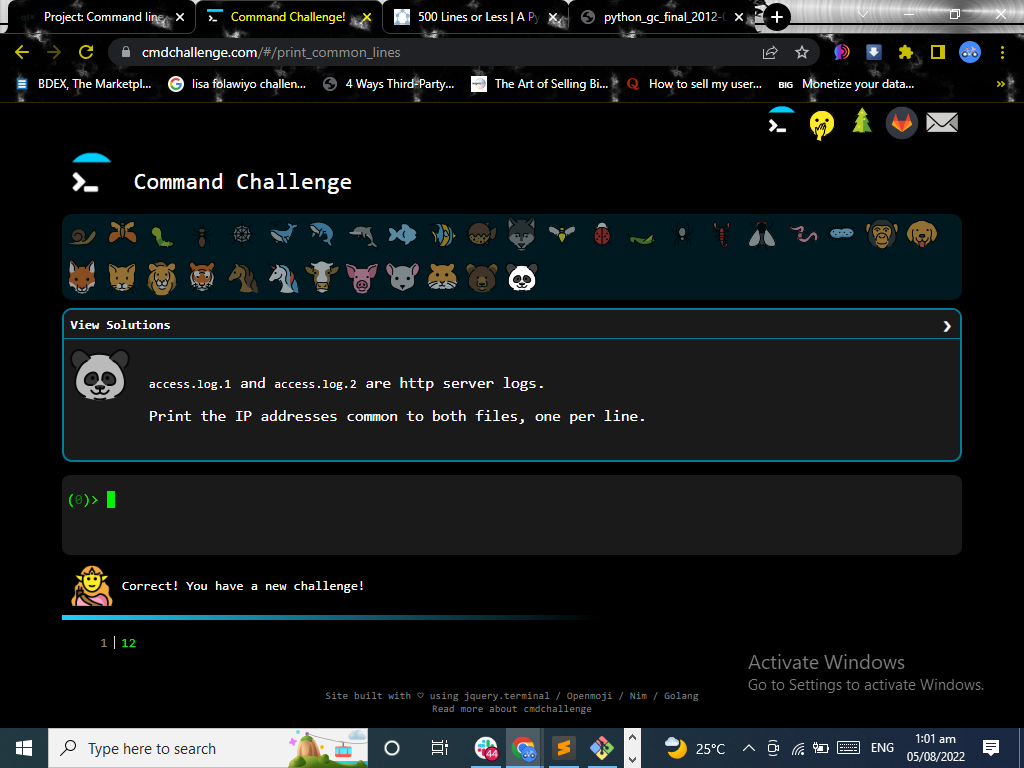 Project: Command line
Command Challenge!
500 Lines or Less | A Py
python_gc_final_2012-
cmdchallenge.com/#/print_common_lines
BDEX, The Marketpl...
lisa folawiyo challen...
4 Ways Third-Party...
The Art of Selling Bi...
How to sell my user...
BIG
Monetize your data...
Command Challenge
View Solutions
access.log.1 and access.log.2 are http server logs.
Print the IP addresses common to both files, one per line.
(0)>
Correct! You have a new challenge!
1 12
Activate Windows
Go to Settings to activate Windows.
Site built with ♡ using jquery.terminal / Openmoji / Nim / Golang
Read more about cmdchallenge
Type here to search
44
25°C
ENG
1:01 am
05/08/2022